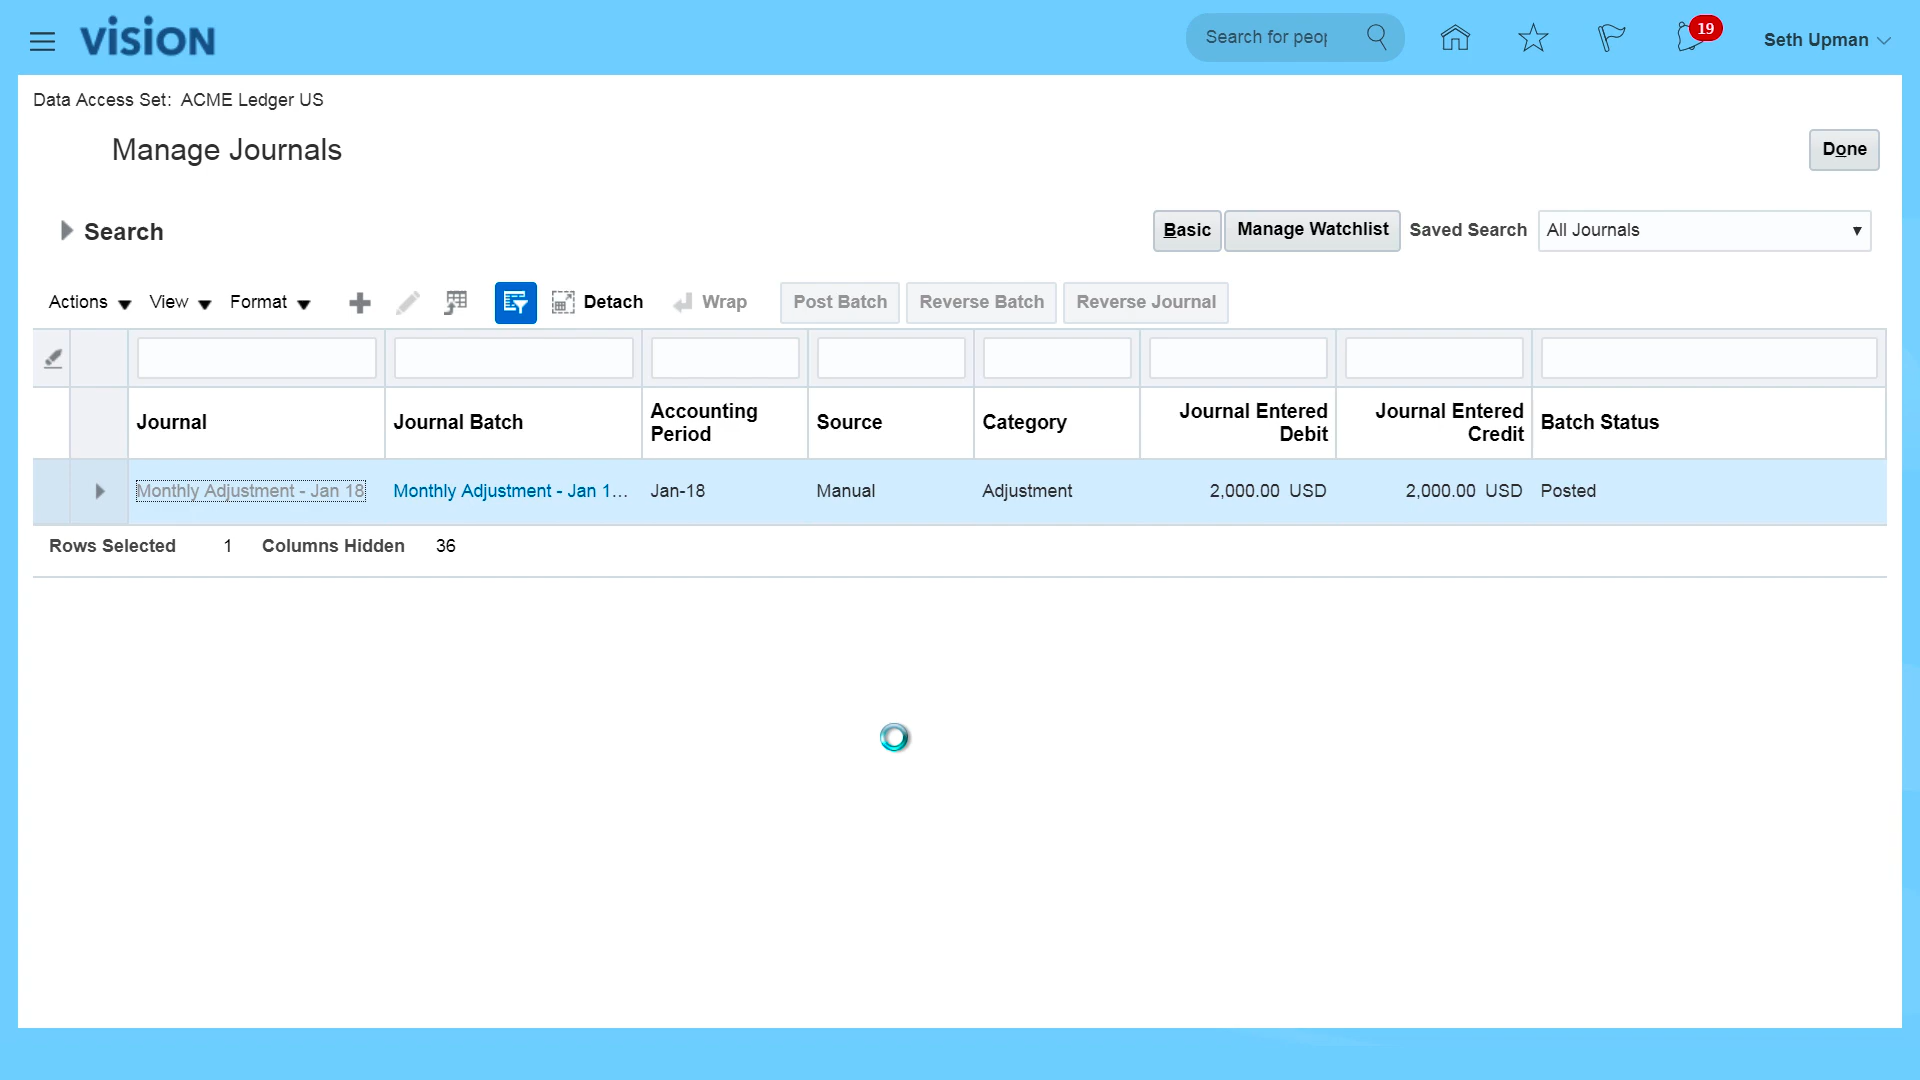 vision
Search for peop
19
Seth Upman
Data Access Set: ACME Ledger US
Manage Journals
Done
Search
Basic
Manage Watchlist
Saved Search
All Journals
Actions
View
Format
Detach
Wrap
Post Batch
Reverse Batch
Reverse Journal
Journal
Journal Batch
Accounting
Period
Source
Category
Journal Entered
Debit
Journal Entered
Credit
Batch Status
Monthly Adjustment - Jan 18
Monthly Adjustment - Jan 1...
Jan-18
Manual
Adjustment
2,000.00 USD
2,000.00 USD
Posted
Rows Selected 1
Columns Hidden 36